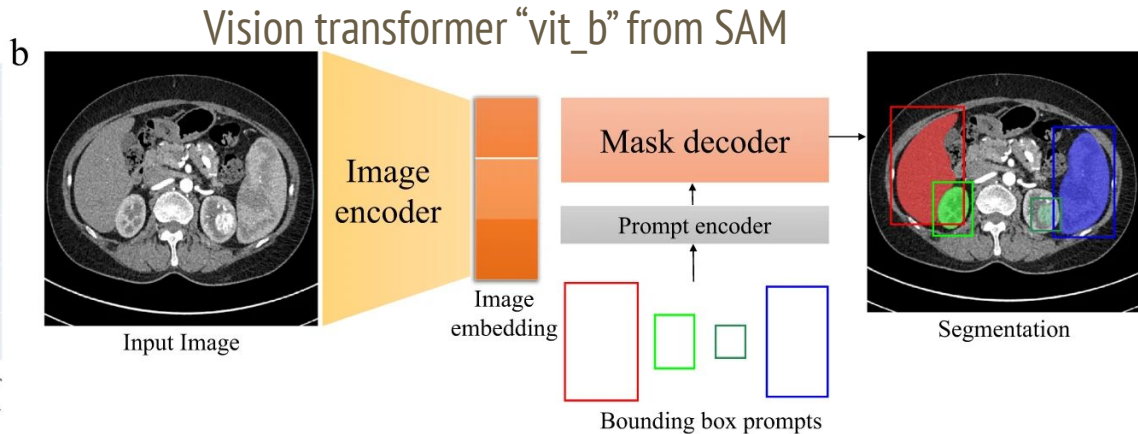 Vision transformer “vit_b” from SAM
b
Image
encoder
Mask decoder
Prompt encoder
Image
embedding
Input Image
Segmentation
Bounding box prompts